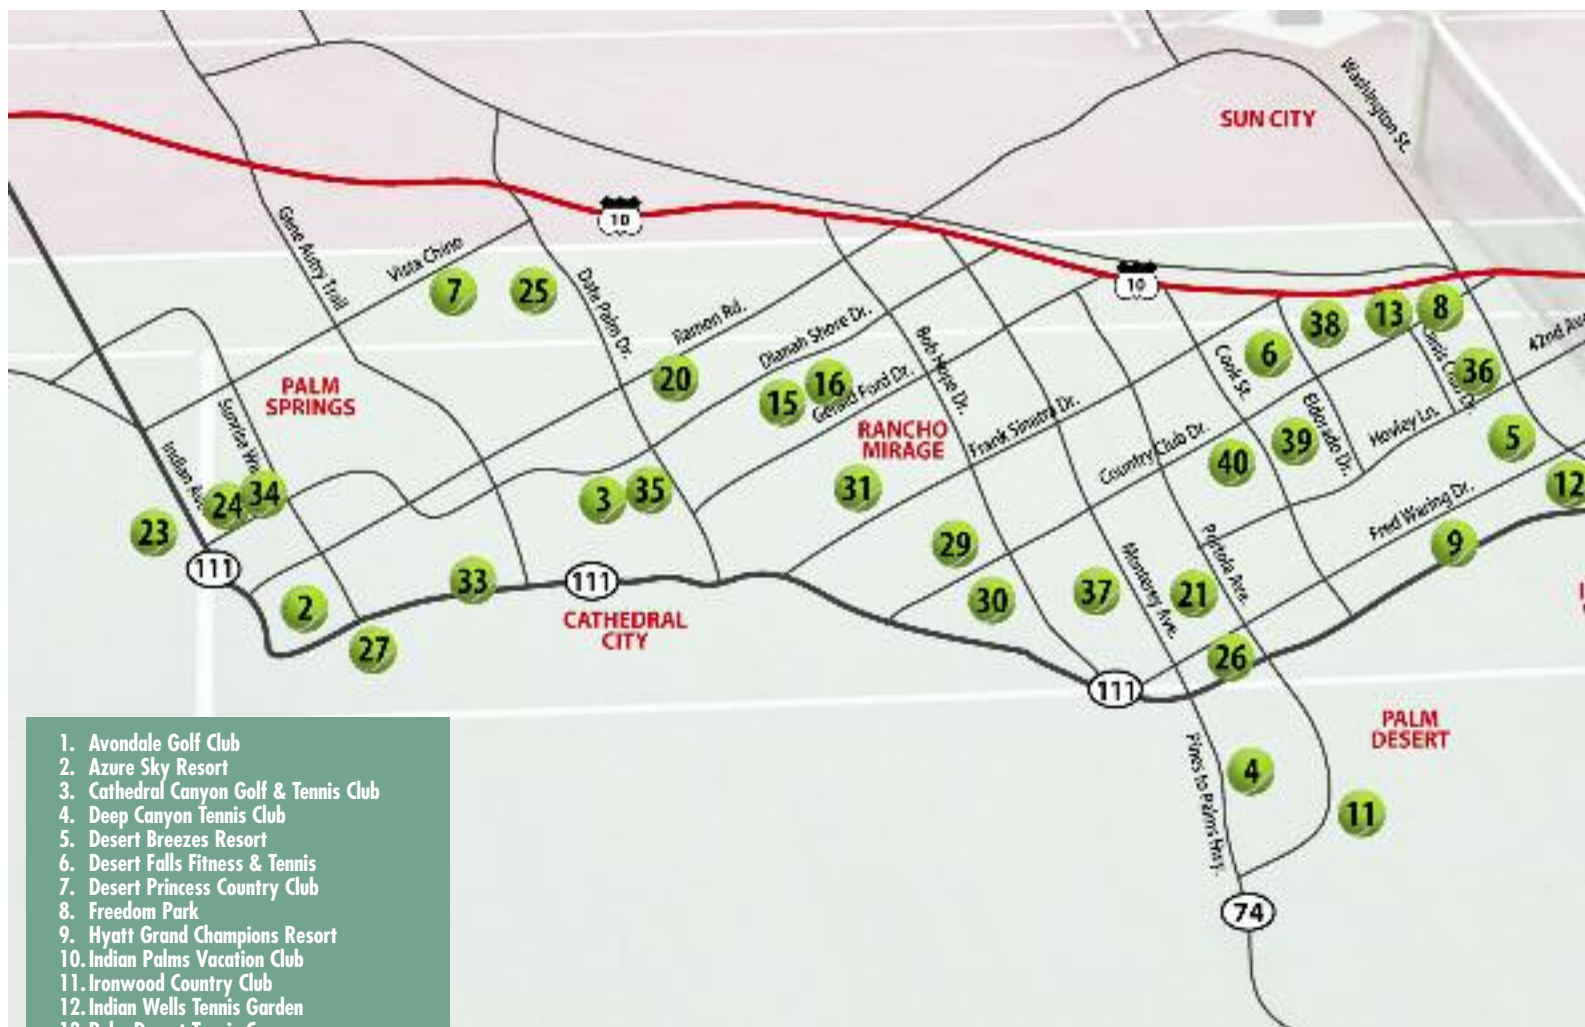 Washington St.
SUN CITY
10
Gene Autry Trail
Vista Chino
7
25
Date Palm Dr.
10
Ramon Rd.
Dianah Shore Dr.
Bob Hope Dr.
38
13
8
42nd
6
Cook St.
36
20
15
16
Gerald Ford Dr.
PALM
SPRINGS
Sunrise
Indian Ave.
RANCHO
MIRAGE
Frank Sinatra Dr.
Country Club Dr.
Eldorado Dr.
Hovley Ln.
39
5
40
31
12
24
34
3
35
23
Fred Waring Dr.
9
111
29
33
111
2
30
37
Monterey Ave.
21
Portola Ave.
CATHEDRAL
CITY
27
26
111
PALM
DESERT
Pines to Palms Hwy.
4
11
74
1. Avondale Golf Club
2. Azure Sky Resort
3. Cathedral Canyon Golf & Tennis Club
4. Deep Canyon Tennis Club
5. Desert Breezes Resort
6. Desert Falls Fitness & Tennis
7. Desert Princess Country Club
8. Freedom Park
9. Hyatt Grand Champions Resort
10. Indian Palms Vacation Club
11. Ironwood Country Club
12. Indian Wells Tennis Garden